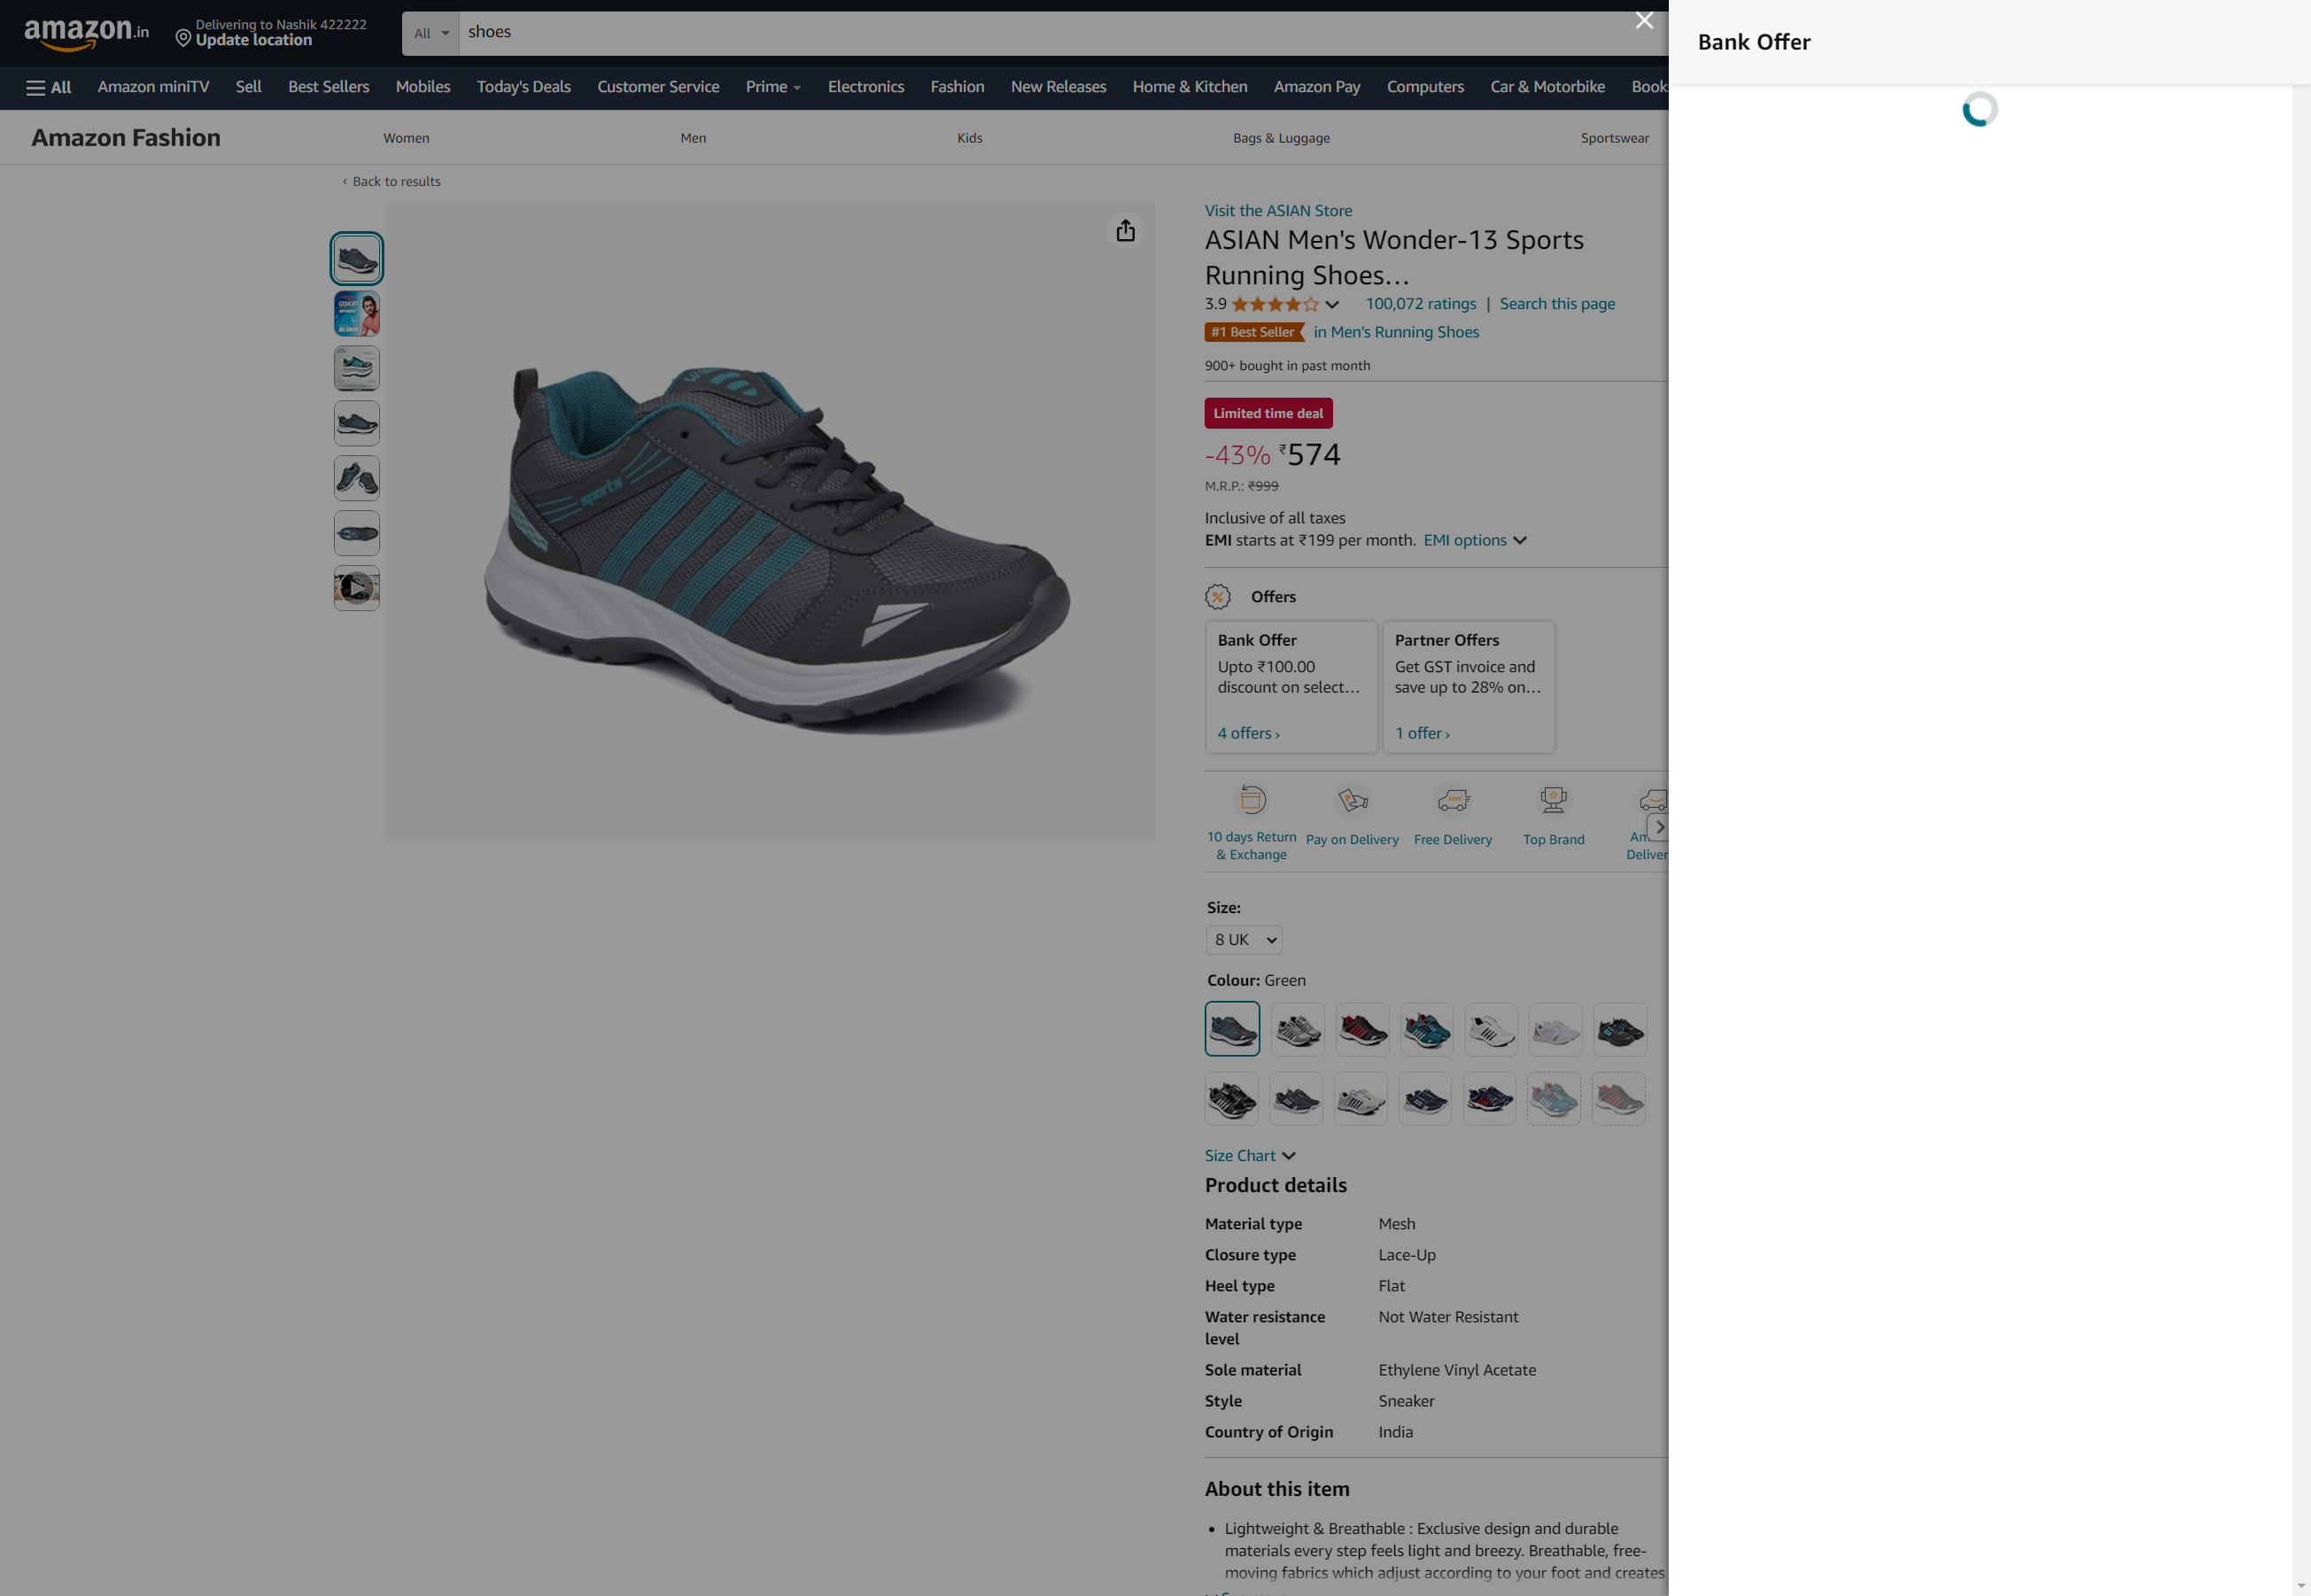 amazon.in
Delivering to Nashik 422222
Update location
All
shoes
All
Amazon miniTV
Sell
Best Sellers
Mobiles
Today's Deals
Customer Service
Prime
Electronics
Fashion
New Releases
Home & Kitchen
Amazon Pay
Computers
Car & Motorbike
Book
Amazon Fashion
Women
Men
Kids
Bags & Luggage
Sportswear
‹ Back to results
Visit the ASIAN Store
ASIAN Men's Wonder-13 Sports
Running Shoes…
3.9
100,072 ratings | Search this page
#1 Best Seller in Men's Running Shoes
900+ bought in past month
Limited time deal
-43% ₹574
M.R.P.: ₹999
Inclusive of all taxes
EMI starts at ₹199 per month. EMI options
Offers
Bank Offer
Upto ₹100.00
discount on select…
4 offers ›
Partner Offers
Get GST invoice and
save up to 28% on…
1 offer ›
10 days Return
& Exchange
Pay on Delivery
Free Delivery
Top Brand
Am
Deliver
Size:
8 UK
Colour: Green
Size Chart
Product details
Material type Mesh
Closure type Lace-Up
Heel type Flat
Water resistance Not Water Resistant
level
Sole material Ethylene Vinyl Acetate
Style Sneaker
Country of Origin India
About this item
• Lightweight & Breathable : Exclusive design and durable
materials every step feels light and breezy. Breathable, free-
moving fabrics which adjust according to your foot and creates
Bank Offer
sports